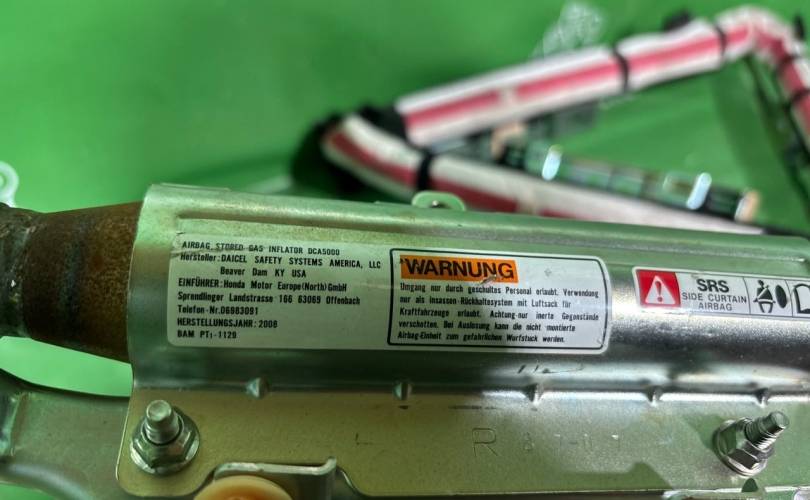 AIRBAG, STORED GAS INFLATOR DCA5000
Hersteller: DAICEL SAFETY SYSTEMS AMERICA, LLC
Beaver Dam KY USA
EINFÜHRER: Honda Motor Europe(North) GmbH
Sprendlinger Landstrasse 166 63069 Offenbach
Telefon-Nr.06983091
HERSTELLUNGSJAHR: 2008
BAM PT₁-1129
WARNUNG
Umgang nur durch geschultes Personal erlaubt. Verwendung
nur als Insassen-Rückhaltesystem mit Luftsack für
Kraftfahrzeuge erlaubt. Achtung-nur inerte Gegenstände
verschotten. Bei Auslosung kann die nicht montierte
Airbag-Einheit zum gefahrlichen Wurfstuck werden.
SRS
SIDE CURTAIN
AIRBAG
R